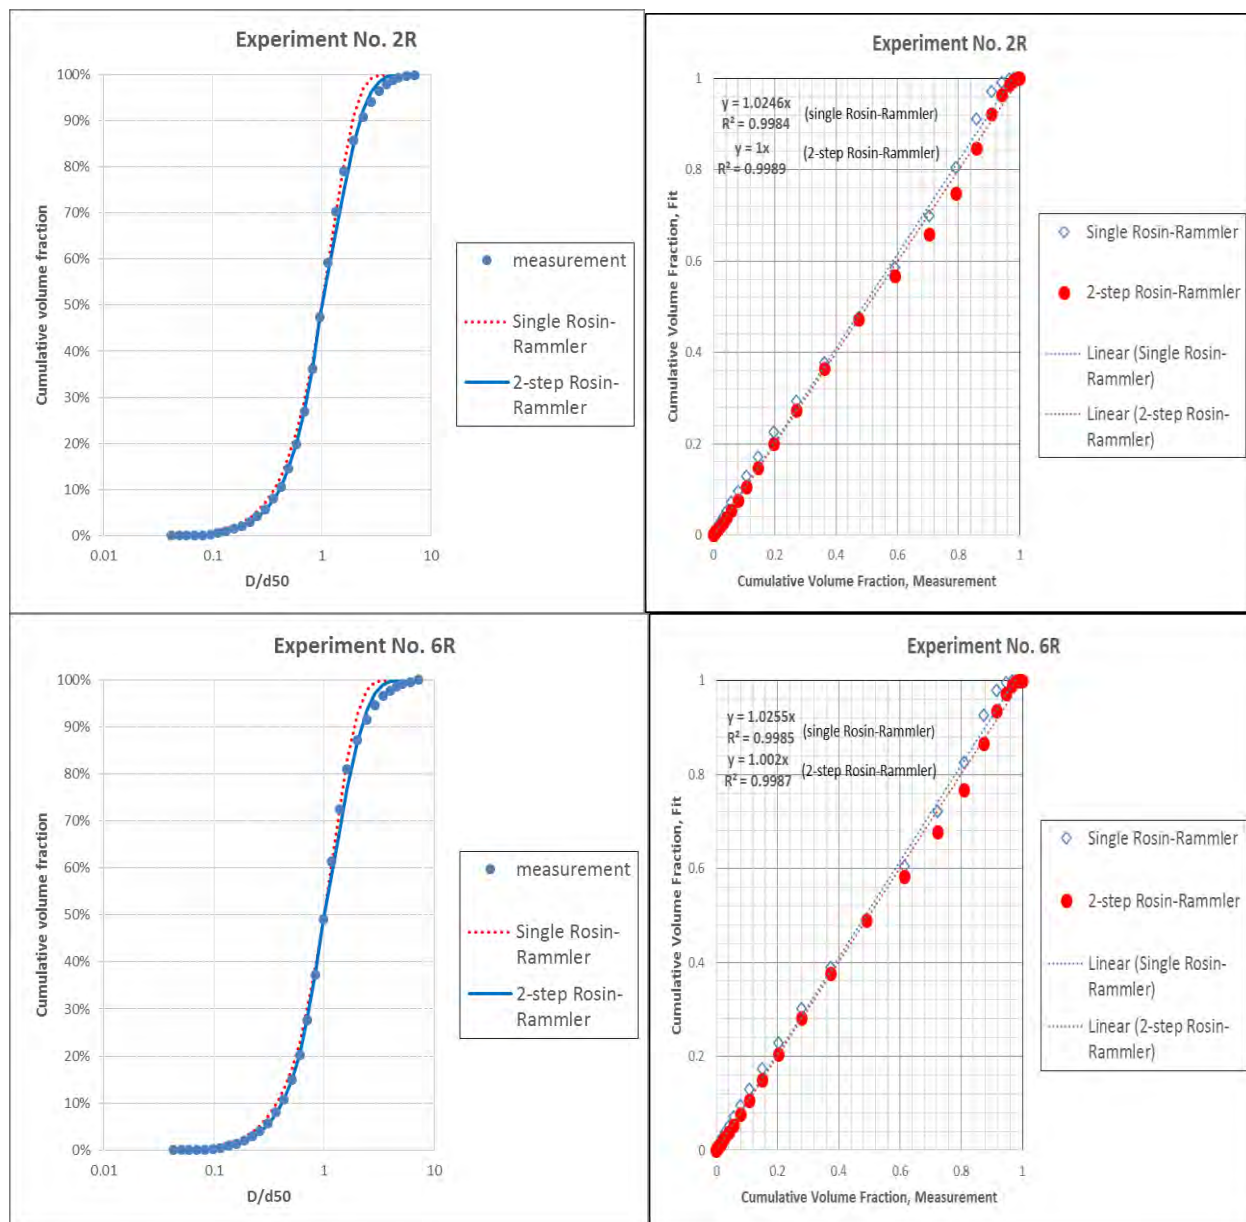 Experiment No. 2R
100%
90%
80%
70%
60%
50%
40%
30%
20%
10%
0%
0.01
0.1
1
10
Cumulative volume fraction
D/d50
measurement
Single Rosin-
Rammler
2-step Rosin-
Rammler
Experiment No. 2R
y = 1.0246x
R² = 0.9984
(single Rosin-Rammler)
y = 1x
R² = 0.9989
(2-step Rosin-Rammler)
1
0.8
0.6
0.4
0.2
0
0
0.2
0.4
0.6
0.8
1
Cumulative Volume Fraction, Fit
Cumulative Volume Fraction, Measurement
Single Rosin-Rammler
2-step Rosin-Rammler
Linear (Single Rosin-
Rammler)
Linear (2-step Rosin-
Rammler)
Experiment No. 6R
100%
90%
80%
70%
60%
50%
40%
30%
20%
10%
0%
0.01
0.1
1
10
Cumulative volume fraction
D/d50
measurement
Single Rosin-
Rammler
2-step Rosin-
Rammler
Experiment No. 6R
y = 1.0255x
R² = 0.9985
(single Rosin-Rammler)
y = 1.002x
R² = 0.9987
(2-step Rosin-Rammler)
1
0.8
0.6
0.4
0.2
0
0
0.2
0.4
0.6
0.8
1
Cumulative Volume Fraction, Fit
Cumulative Volume Fraction, Measurement
Single Rosin-Rammler
2-step Rosin-Rammler
Linear (Single Rosin-
Rammler)
Linear (2-step Rosin-
Rammler)